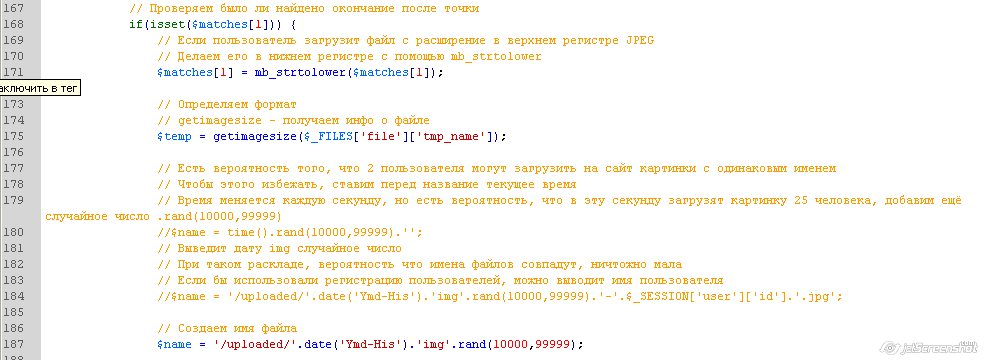 167 // Проверяем было ли найдено окончание после точки
168 if(isset($matches[1])) {
169 // Если пользователь загрузит файл с расширение в верхнем регистре JPEG
170 // Делаем его в нижнем регистре с помощью mb_strtolower
171 $matches[1] = mb_strtolower($matches[1]);
аключить в тег
173 // Определяем формат
174 // getimagesize - получаем инфо о файле
175 $temp = getimagesize($_FILES['file']['tmp_name']);
176
177 // Есть вероятность того, что 2 пользователя могут загрузить на сайт картинки с одинаковым именем
178 // Чтобы этого избежать, ставим перед название текущее время
179 // Время меняется каждую секунду, но есть вероятность, что в эту секунду загрузят картинку 25 человека, добавим ещё
случайное число .rand(10000,99999)
180 //$name = time().rand(10000,99999).'';
181 // Выведит дату img случайное число
182 // При таком раскладе, вероятность что имена файлов совпадут, ничтожно мала
183 // Если бы использовали регистрацию пользователей, можно выводит имя пользователя
184 //$name = '/uploaded/'.date('Ymd-His').'img'.rand(10000,99999).'-'.$_SESSION['user']['id'].'.jpg';
185
186 // Создаем имя файла
187 $name = '/uploaded/'.date('Ymd-His').'img'.rand(10000,99999);
jetScreenshot